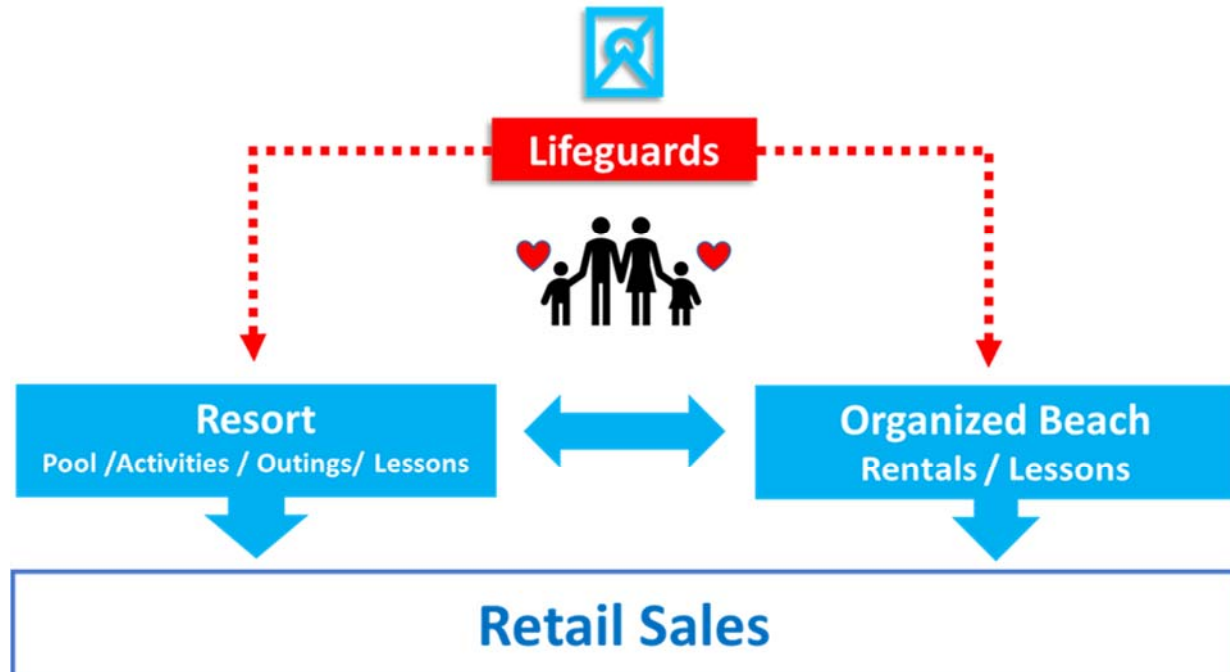 Lifeguards
Resort
Pool /Activities / Outings/ Lessons
Organized Beach
Rentals / Lessons
Retail Sales